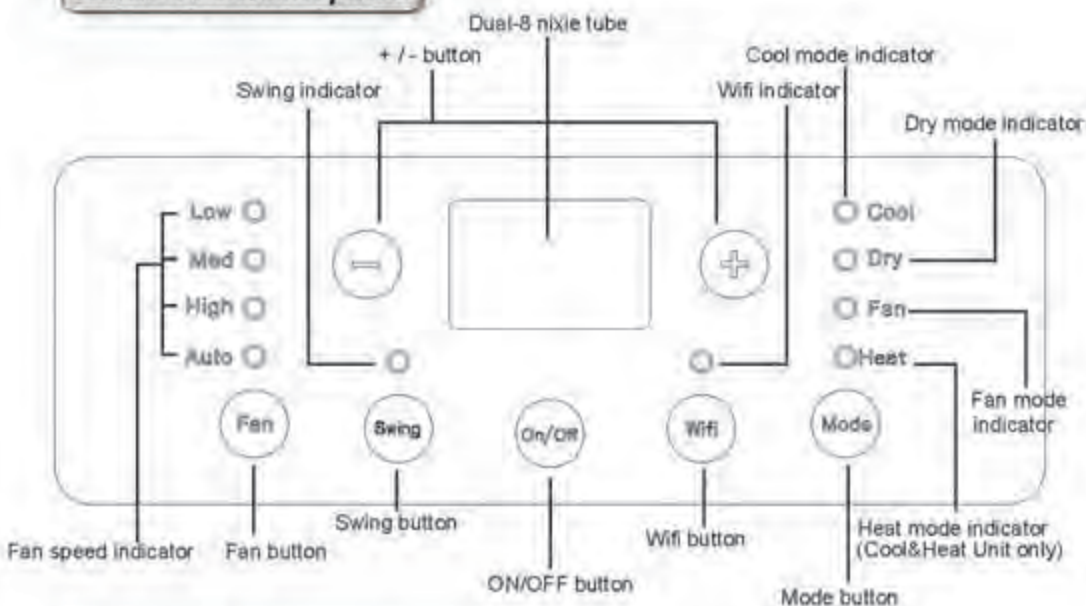 Dual-8 nixie tube
+ / - button
Cool mode indicator
Swing indicator
Wifi indicator
Dry mode indicator
Low
Cool
Med
Dry
High
Fan
Auto
Heat
Fan
Swing
On/Off
Wifi
Mode
Fan mode
indicator
Swing button
Wifi button
Heat mode indicator
(Cool&Heat Unit only)
Fan speed indicator
Fan button
ON/OFF button
Mode button